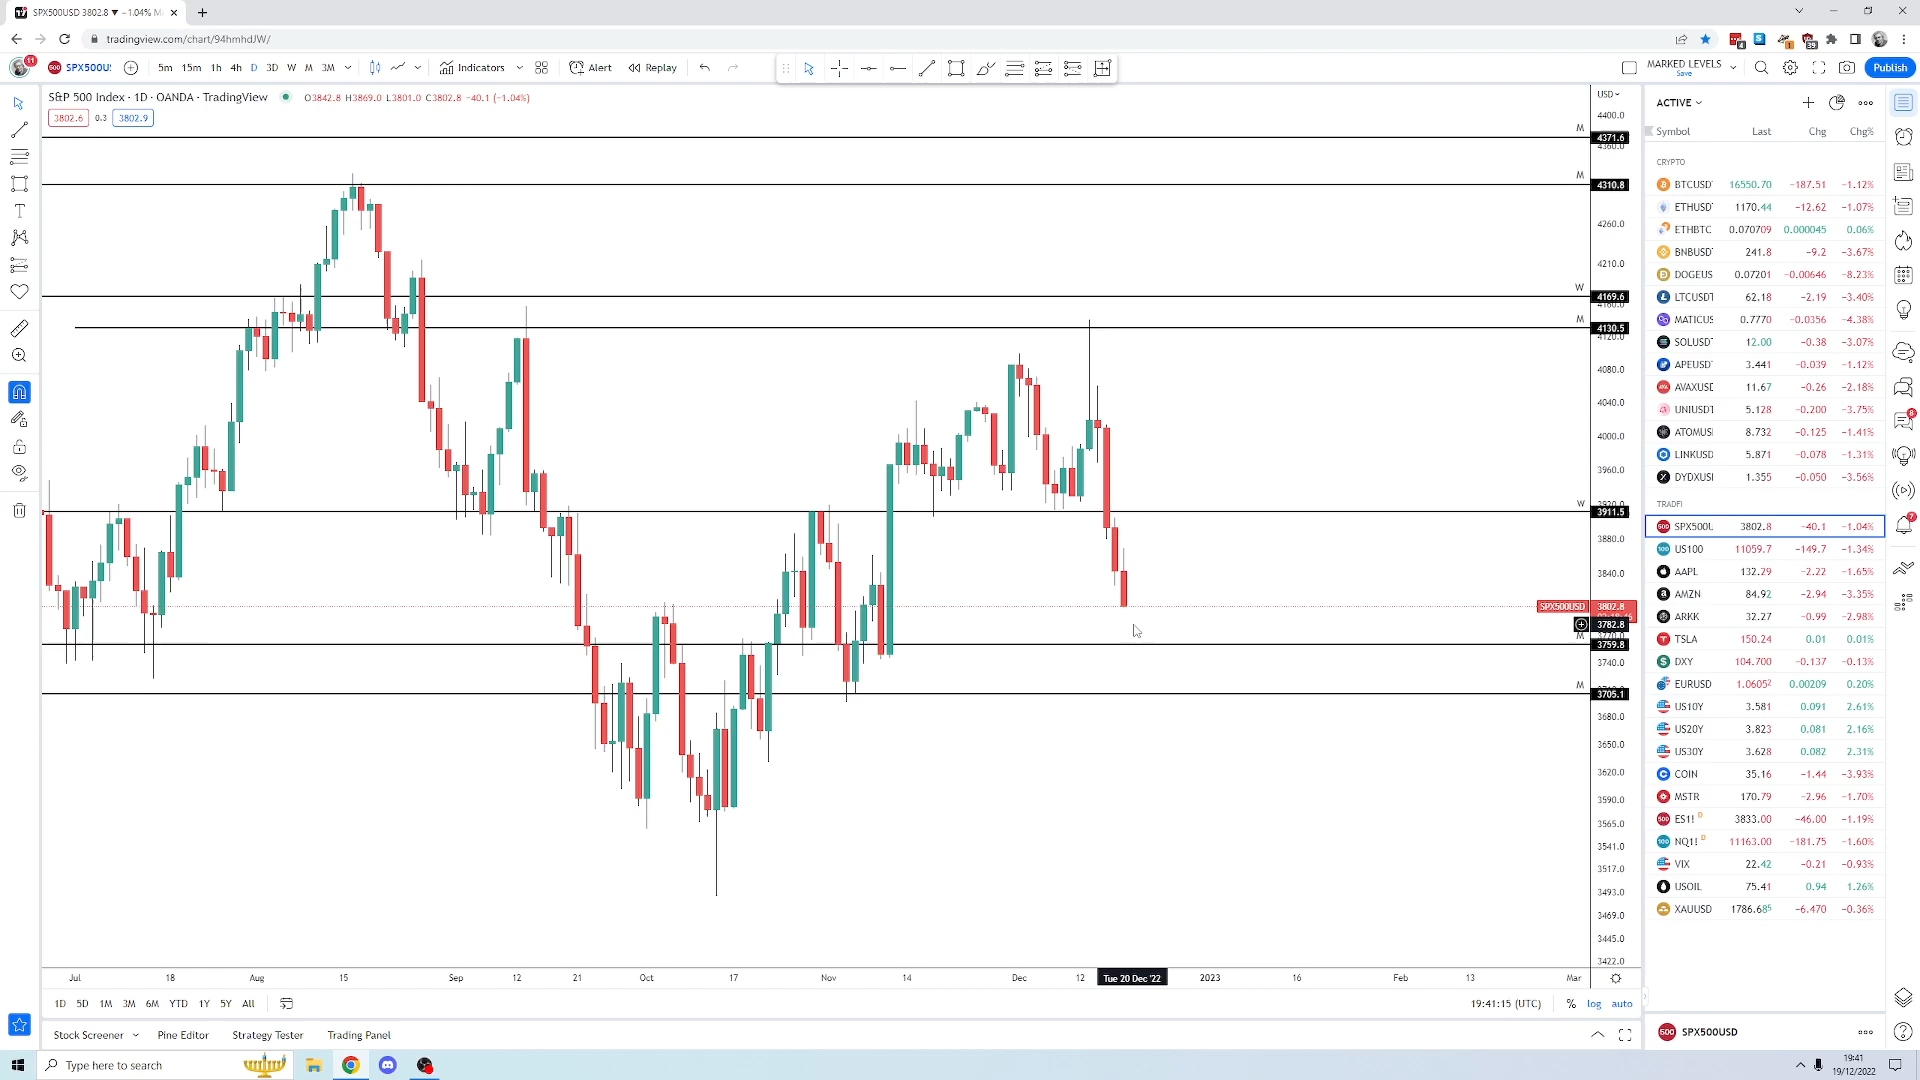 SPX500USD 3802.8 ▼ −1.04% M
tradingview.com/chart/94hmhdJW/
11 SPX500U: 5m 15m 1h 4h D 3D W M 3M Indicators Alert Replay MARKED LEVELS Save Publish
S&P 500 Index · 1D · OANDA · TradingView O3842.8 H3869.0 L3801.0 C3802.8 −40.1 (−1.04%)
3802.6 0.3 3802.9
USD
4400.0
M 4371.6
4360.0
M 4310.8
4260.0
4210.0
W 4169.6
4160.0
M 4130.5
4120.0
4080.0
4040.0
4000.0
3960.0
3920.0
W 3911.5
3880.0
3840.0
SPX500USD 3802.8
3782.8
3770.0
M 3759.8
3740.0
M 3705.1
3680.0
3650.0
3620.0
3590.0
3565.0
3541.0
3517.0
3493.0
3469.0
3445.0
3422.0
Jul 18 Aug 15 Sep 12 21 Oct 17 Nov 14 Dec 12 Tue 20 Dec '22 2023 16 Feb 13 Mar
1D 5D 1M 3M 6M YTD 1Y 5Y All 19:41:15 (UTC) % log auto
Stock Screener Pine Editor Strategy Tester Trading Panel
ACTIVE
Symbol Last Chg Chg%
CRYPTO
BTCUSD 16550.70 −187.51 −1.12%
ETHUSD 1170.44 −12.62 −1.07%
ETHBTC 0.070709 0.000045 0.06%
BNBUSD 241.8 −9.2 −3.67%
DOGEUS 0.07201 −0.00646 −8.23%
LTCUSDT 62.18 −2.19 −3.40%
MATICUS 0.7770 −0.0356 −4.38%
SOLUSD 12.00 −0.38 −3.07%
APEUSD 3.441 −0.039 −1.12%
AVAXUSD 11.67 −0.26 −2.18%
UNIUSDT 5.128 −0.200 −3.75%
ATOMUS 8.732 −0.125 −1.41%
LINKUSD 5.871 −0.078 −1.31%
DYDXUS 1.355 −0.050 −3.56%
TRADFI
SPX500U 3802.8 −40.1 −1.04%
US100 11059.7 −149.7 −1.34%
AAPL 132.29 −2.22 −1.65%
AMZN 84.92 −2.94 −3.35%
ARKK 32.27 −0.99 −2.98%
TSLA 150.24 0.01 0.01%
DXY 104.700 −0.137 −0.13%
EURUSD 1.06052 0.00209 0.20%
US10Y 3.581 0.091 2.61%
US20Y 3.823 0.081 2.16%
US30Y 3.628 0.082 2.31%
COIN 35.16 −1.44 −3.93%
MSTR 170.79 −2.96 −1.70%
ES1! D 3833.00 −46.00 −1.19%
NQ1! D 11163.00 −181.75 −1.60%
VIX 22.42 −0.21 −0.93%
USOIL 75.41 0.94 1.26%
XAUUSD 1786.685 −6.470 −0.36%
SPX500USD
Type here to search
19:41
19/12/2022